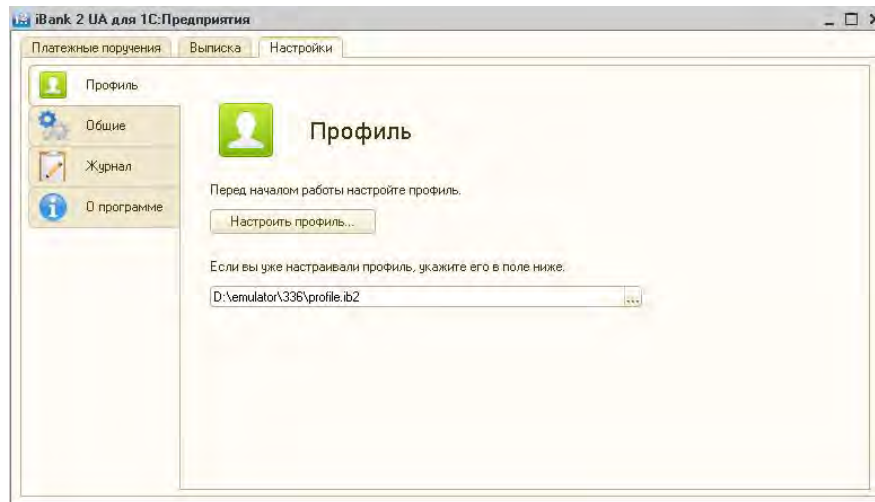 iBank 2 UA для 1С:Предприятия
Платежные поручения Выписка Настройки
Профиль
Общие
Журнал
О программе
Профиль
Перед началом работы настройте профиль.
Настроить профиль...
Если вы уже настраивали профиль, укажите его в поле ниже.
D:\emulator\336\profile.ib2 ...